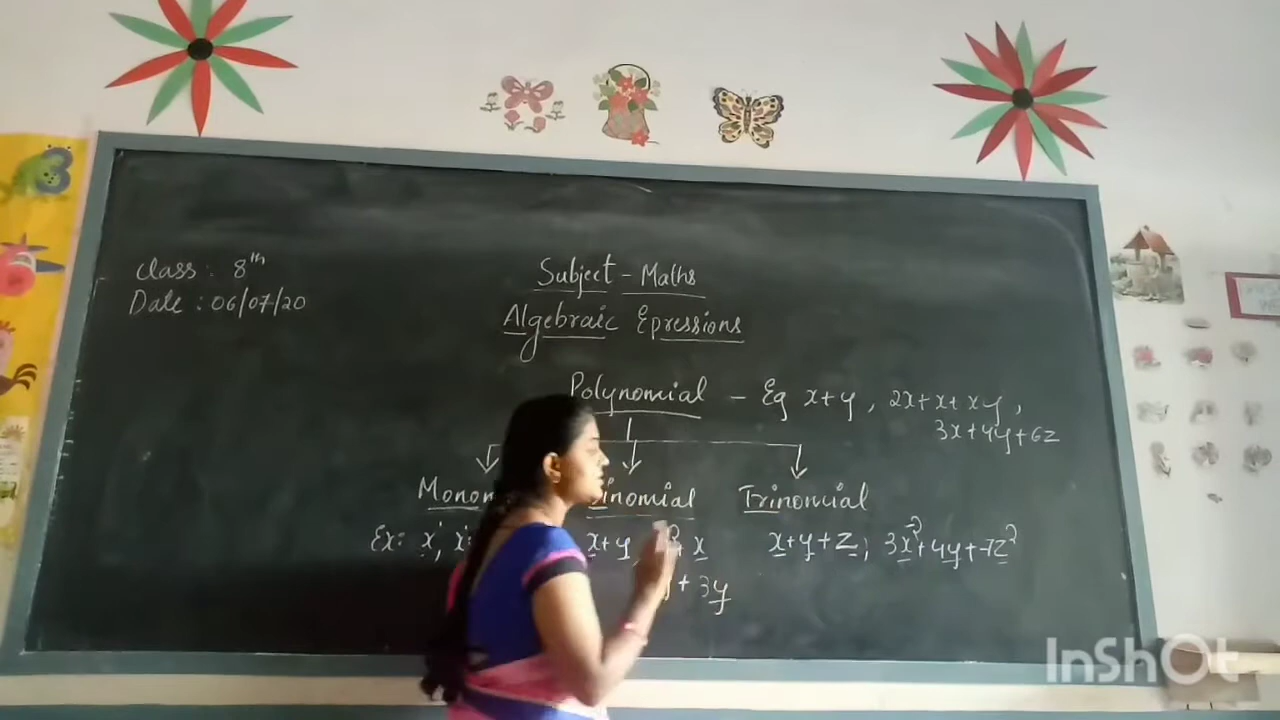 Class : 8th
Date : 06/07/20
Subject - Maths
Algebraic Epressions
Polynomial - Eg x+y, 2x+x+xy,
3x+4y+6z
Trinomial
Ex: x+y x x+y+z; 3x²+4y+7z²
+ 3y
InShOt